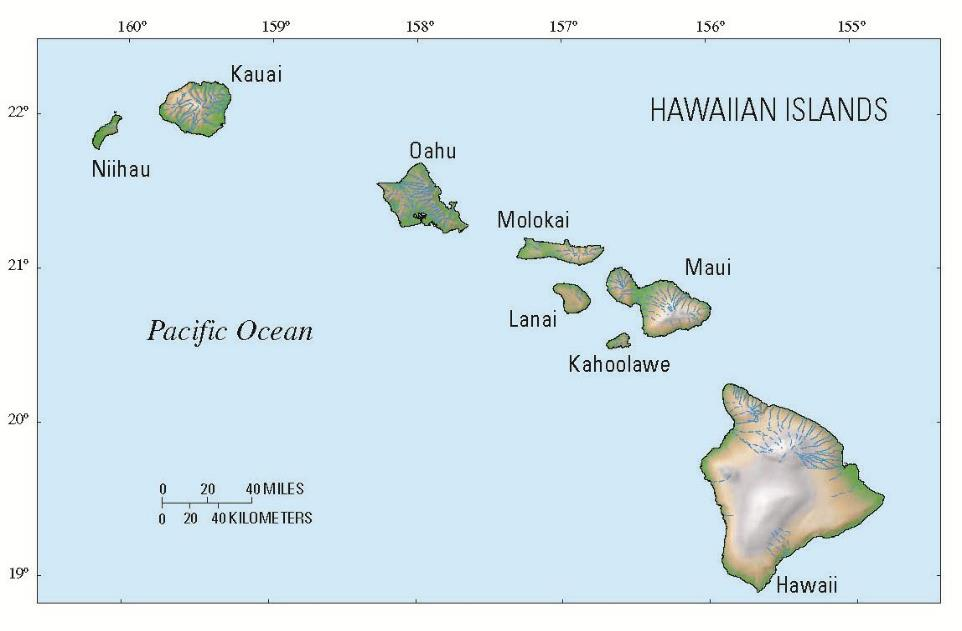 160° 159° 158° 157° 156° 155°
Kauai
22°
HAWAIIAN ISLANDS
Niihau
Oahu
Molokai
21°
Maui
Lanai
Pacific Ocean
Kahoolawe
20°
0 20 40 MILES
0 20 40 KILOMETERS
19°
Hawaii